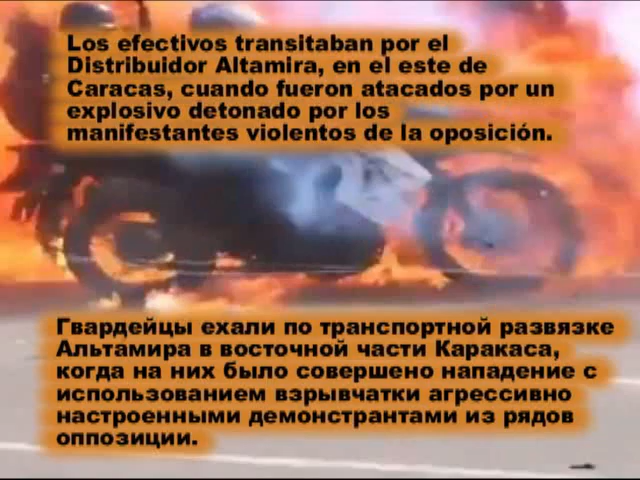 Los efectivos transitaban por el
Distribuidor Altamira, en el este de
Caracas, cuando fueron atacados por un
explosivo detonado por los
manifestantes violentos de la oposición.
Гвардейцы ехали по транспортной развязке
Альтамира в восточной части Каракаса,
когда на них было совершено нападение с
использованием взрывчатки агрессивно
настроенными демонстрантами из рядов
оппозиции.